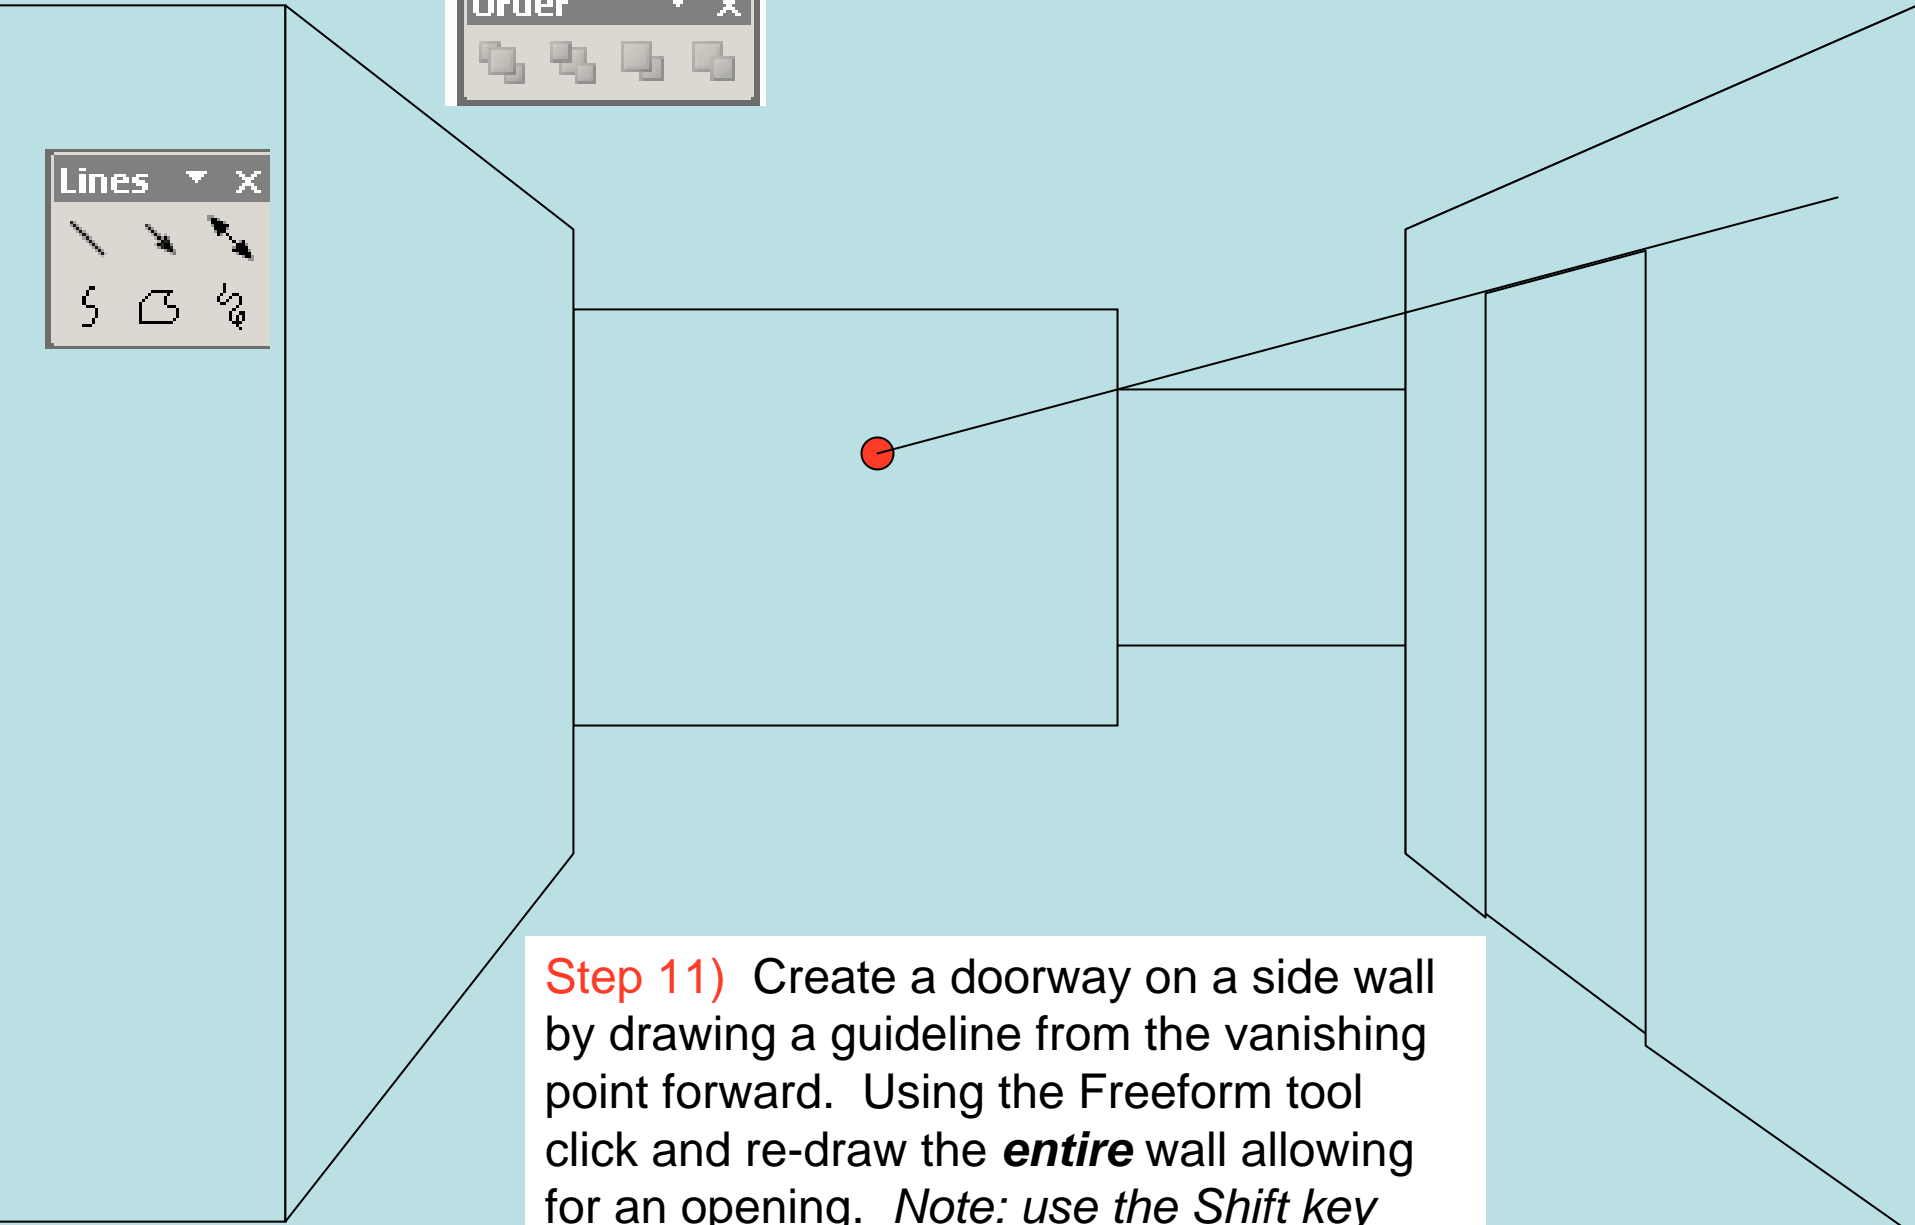 Order
Lines
Step 11) Create a doorway on a side wall
by drawing a guideline from the vanishing
point forward. Using the Freeform tool
click and re-draw the entire wall allowing
for an opening. Note: use the Shift key